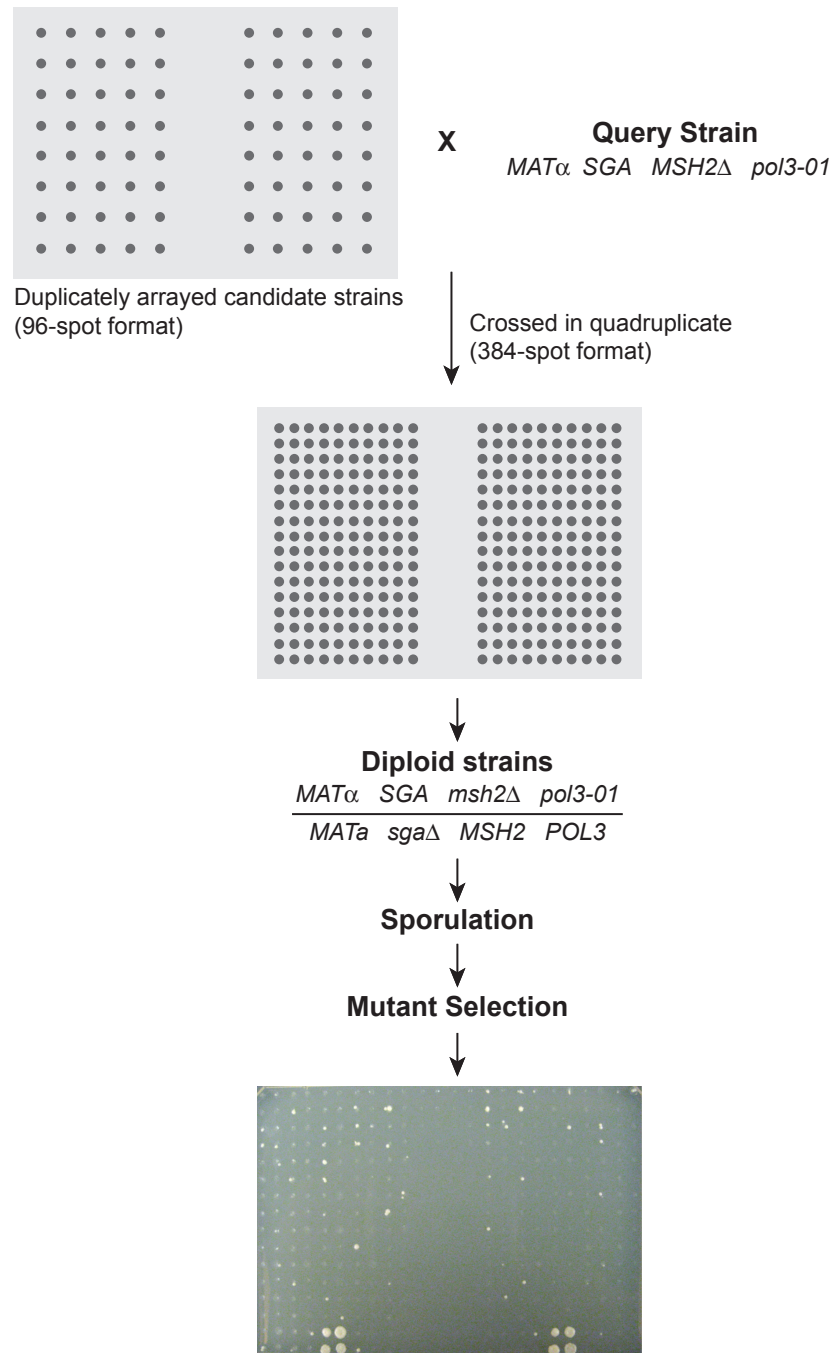 X
Query Strain
MATα SGA MSH2Δ pol3-01
Duplicately arrayed candidate strains
(96-spot format)
Crossed in quadruplicate
(384-spot format)
Diploid strains
MATα SGA msh2Δ pol3-01
MATa sgaΔ MSH2 POL3
Sporulation
Mutant Selection